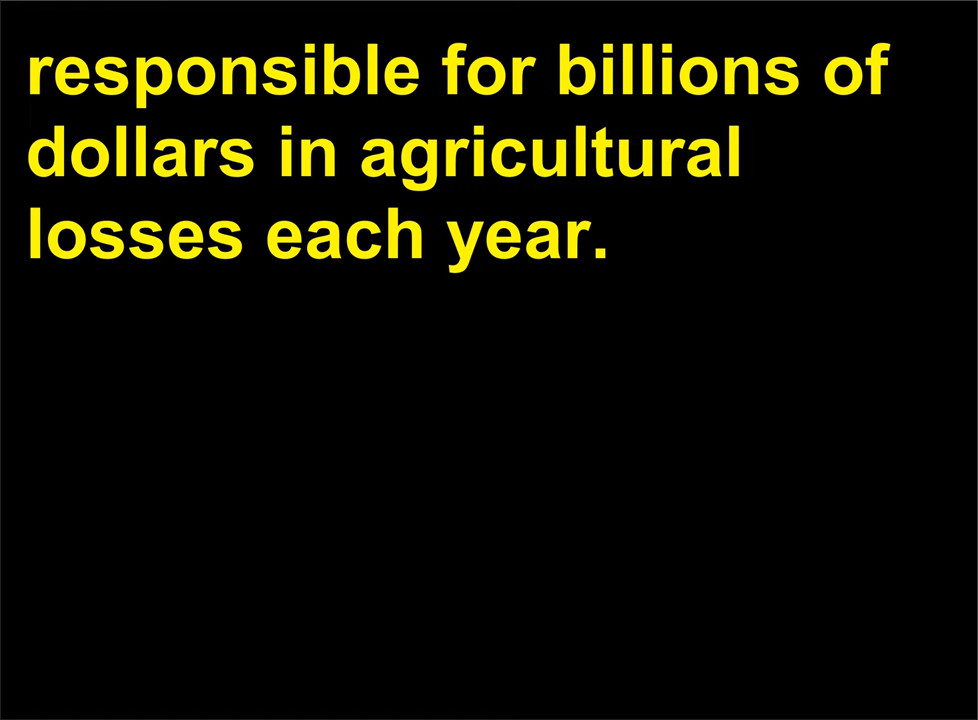 responsible for billions of
dollars in agricultural
losses each year.